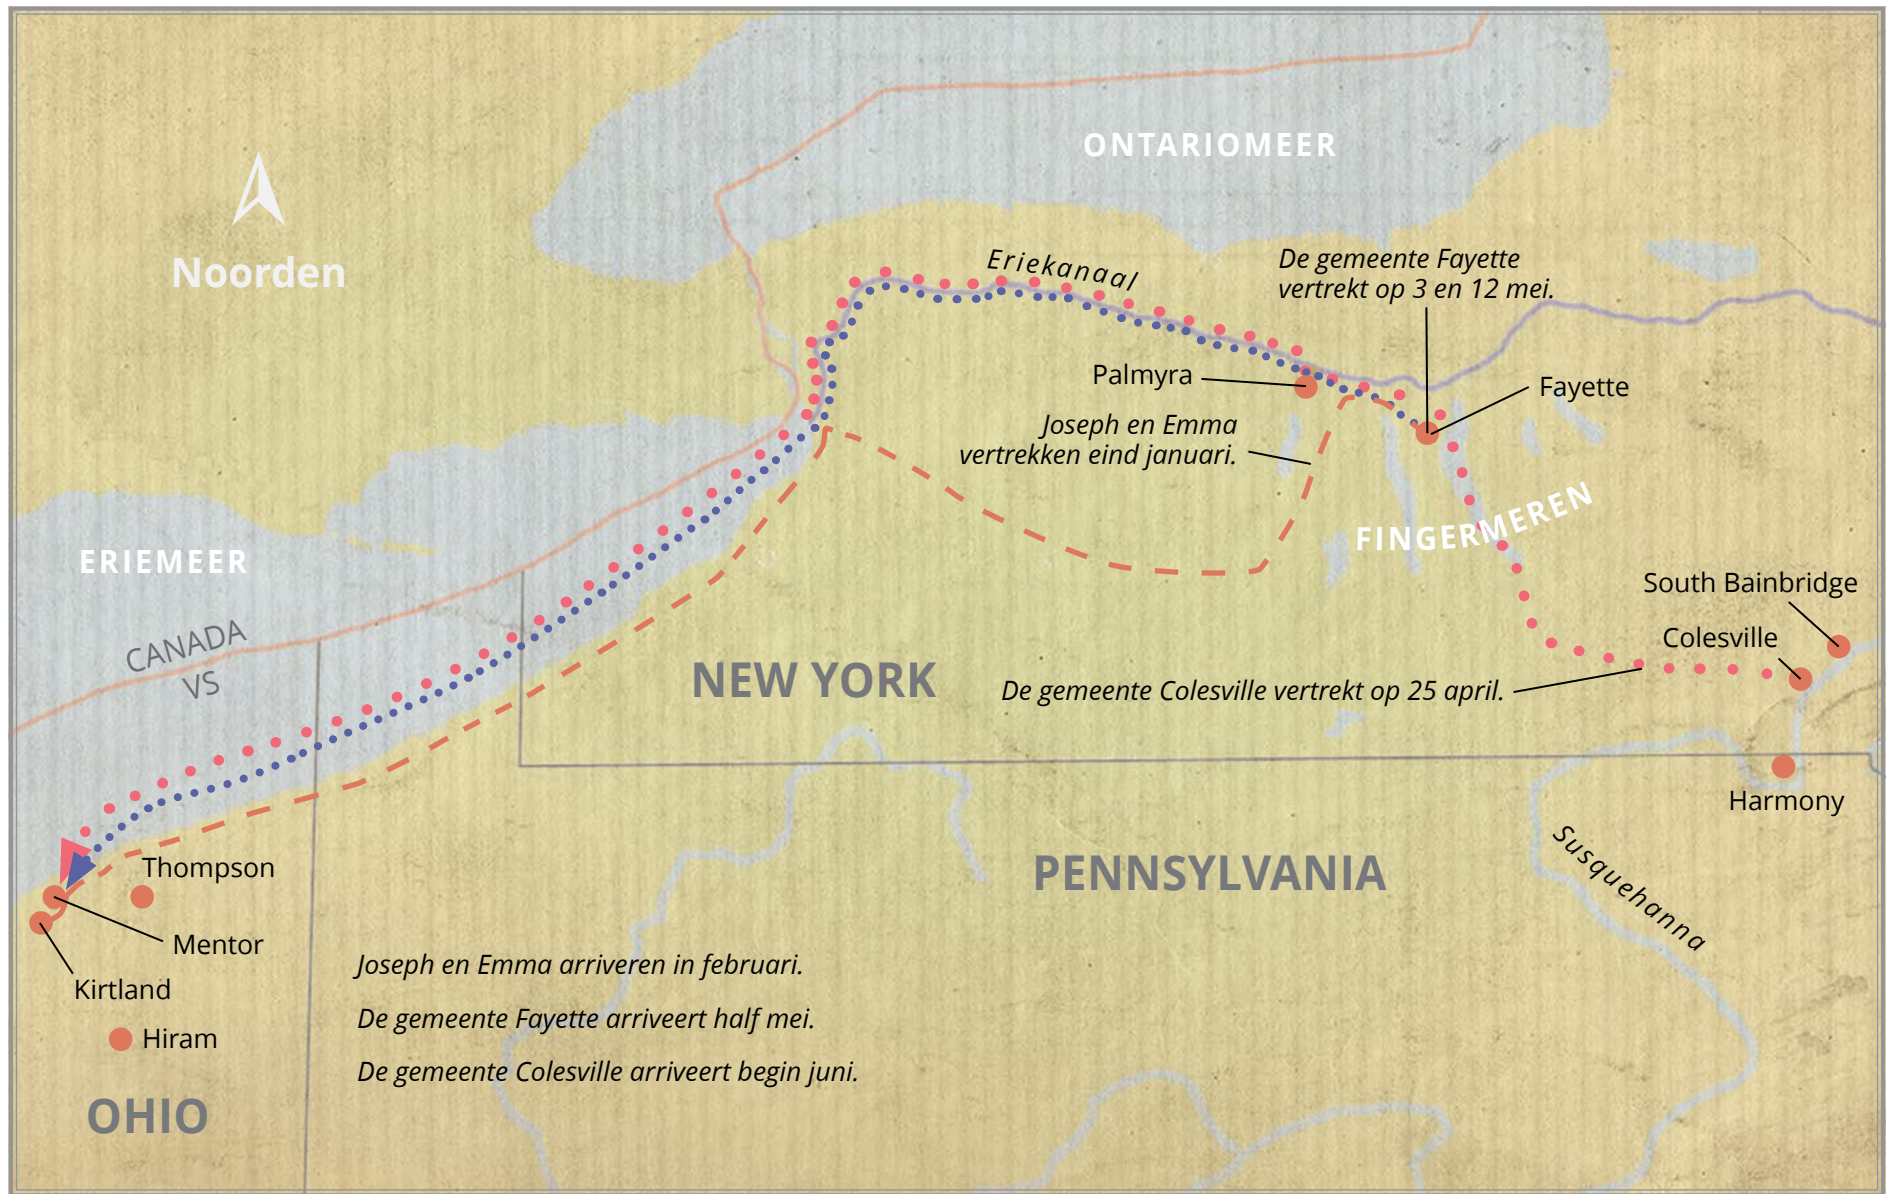 ONTARIOMEER
Noorden
Eriekanaal
De gemeente Fayette
vertrekt op 3 en 12 mei.
Palmyra
Fayette
Joseph en Emma
vertrekken eind januari.
FINGERMEREN
ERIEMEER
South Bainbridge
CANADA
VS
Colesville
NEW YORK
De gemeente Colesville vertrekt op 25 april.
Harmony
Susquehanna
Thompson
PENNSYLVANIA
Mentor
Kirtland
Joseph en Emma arriveren in februari.
De gemeente Fayette arriveert half mei.
Hiram
De gemeente Colesville arriveert begin juni.
OHIO